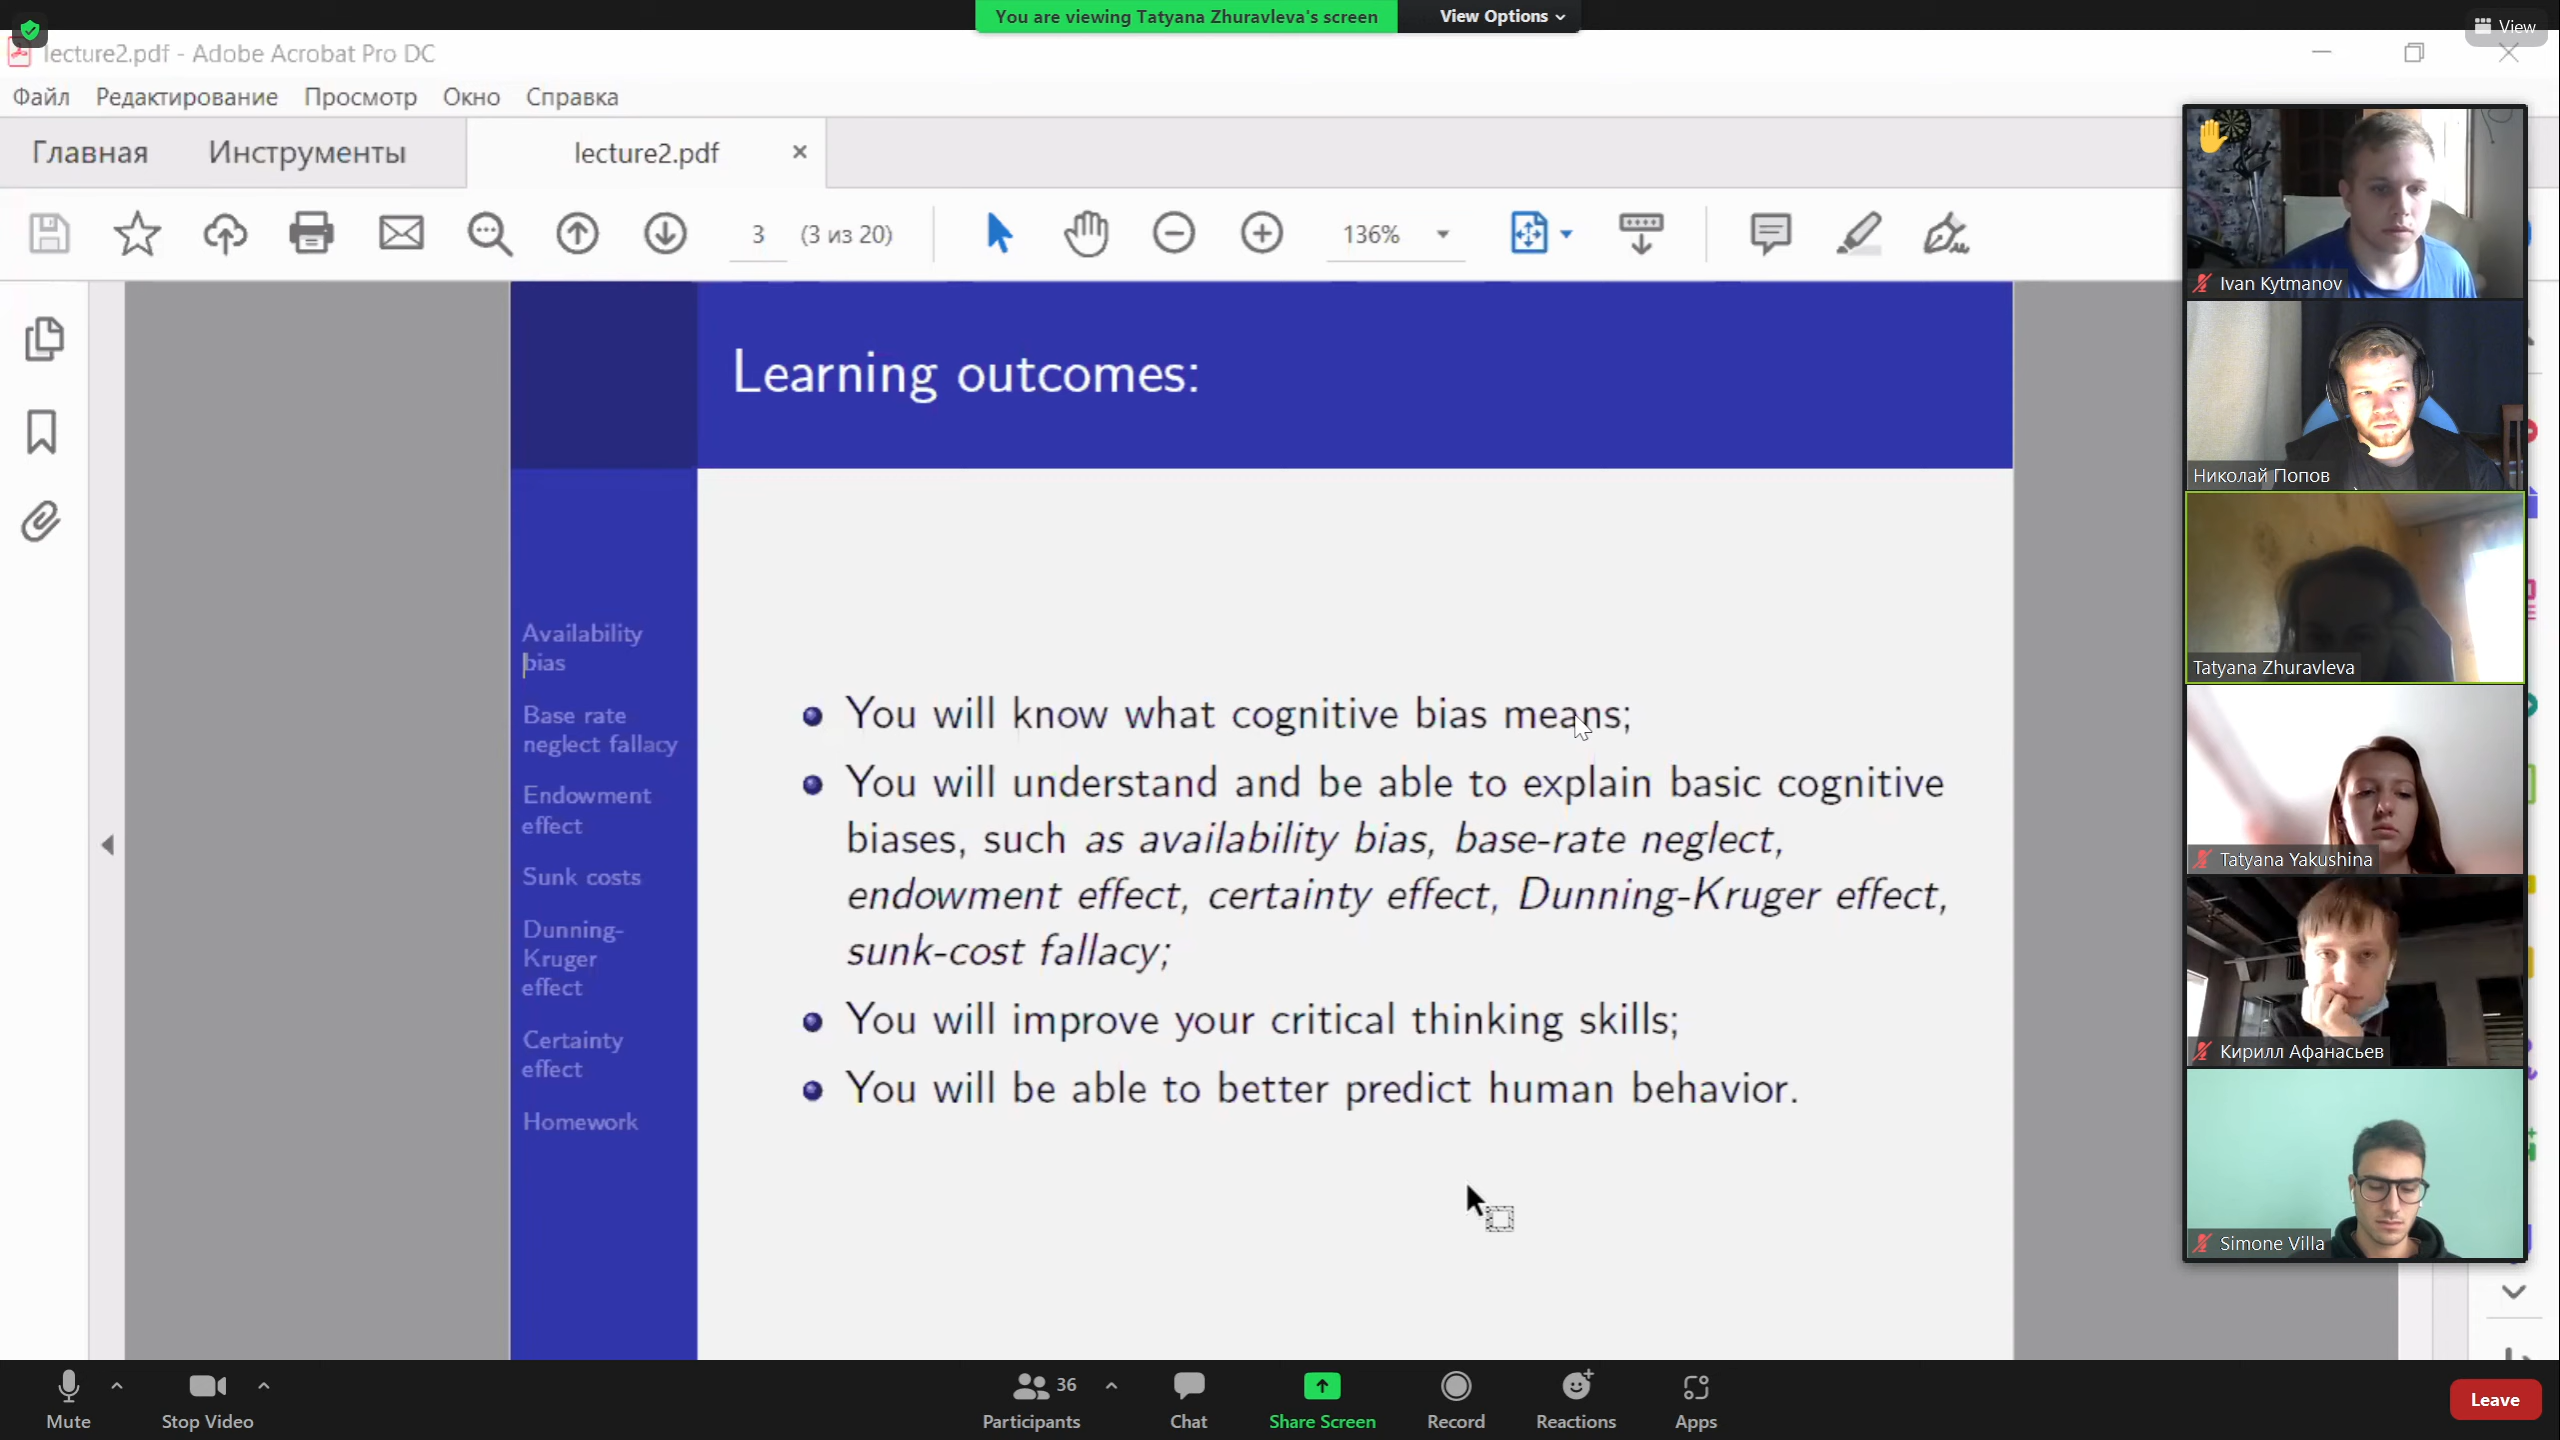 You are viewing Tatyana Zhuravleva's screen
View Options
View
lecture2.pdf - Adobe Acrobat Pro DC
Файл Редактирование Просмотр Окно Справка
Главная Инструменты lecture2.pdf
3 (3 из 20) 136%
Learning outcomes:
Availability
bias
Base rate
neglect fallacy
Endowment
effect
Sunk costs
Dunning-
Kruger
effect
Certainty
effect
Homework
You will know what cognitive bias means;
You will understand and be able to explain basic cognitive
biases, such as availability bias, base-rate neglect,
endowment effect, certainty effect, Dunning-Kruger effect,
sunk-cost fallacy;
You will improve your critical thinking skills;
You will be able to better predict human behavior.
Ivan Kytmanov
Николай Попов
Tatyana Zhuravleva
Tatyana Yakushina
Кирилл Афанасьев
Simone Villa
Mute
Stop Video
36
Participants
Chat
Share Screen
Record
Reactions
Apps
Leave